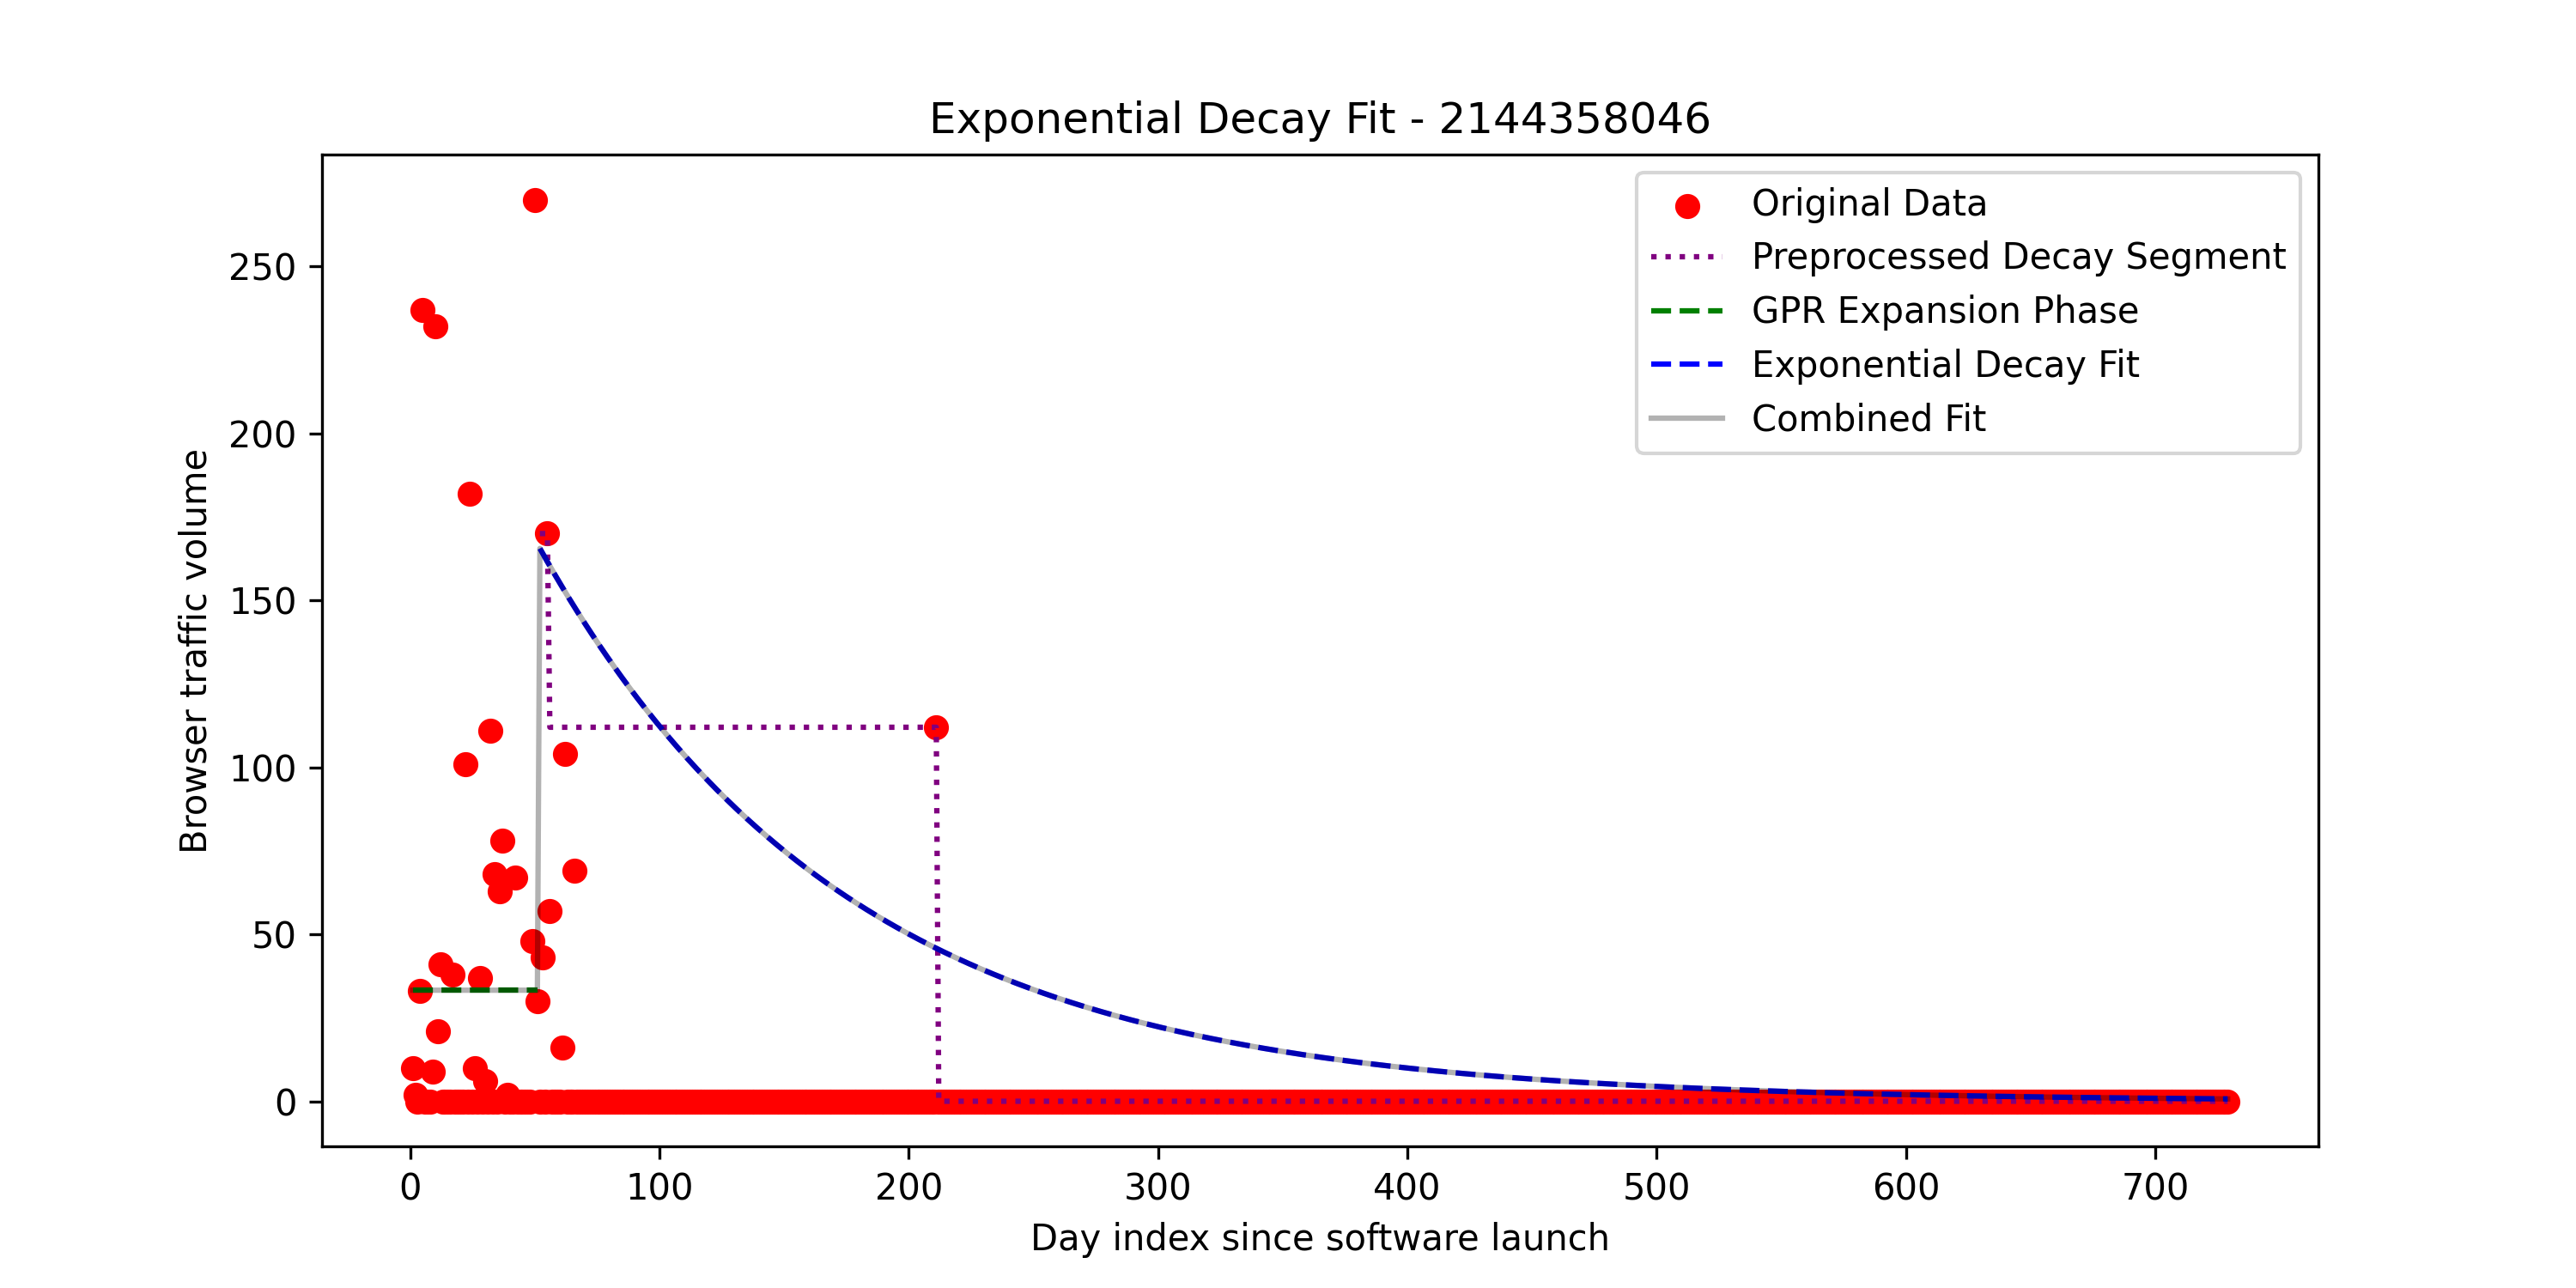 Exponential Decay Fit - 2144358046
Original Data
Preprocessed Decay Segment
GPR Expansion Phase
Exponential Decay Fit
Combined Fit
Browser traffic volume
250
200
150
100
50
0
0 100 200 300 400 500 600 700
Day index since software launch